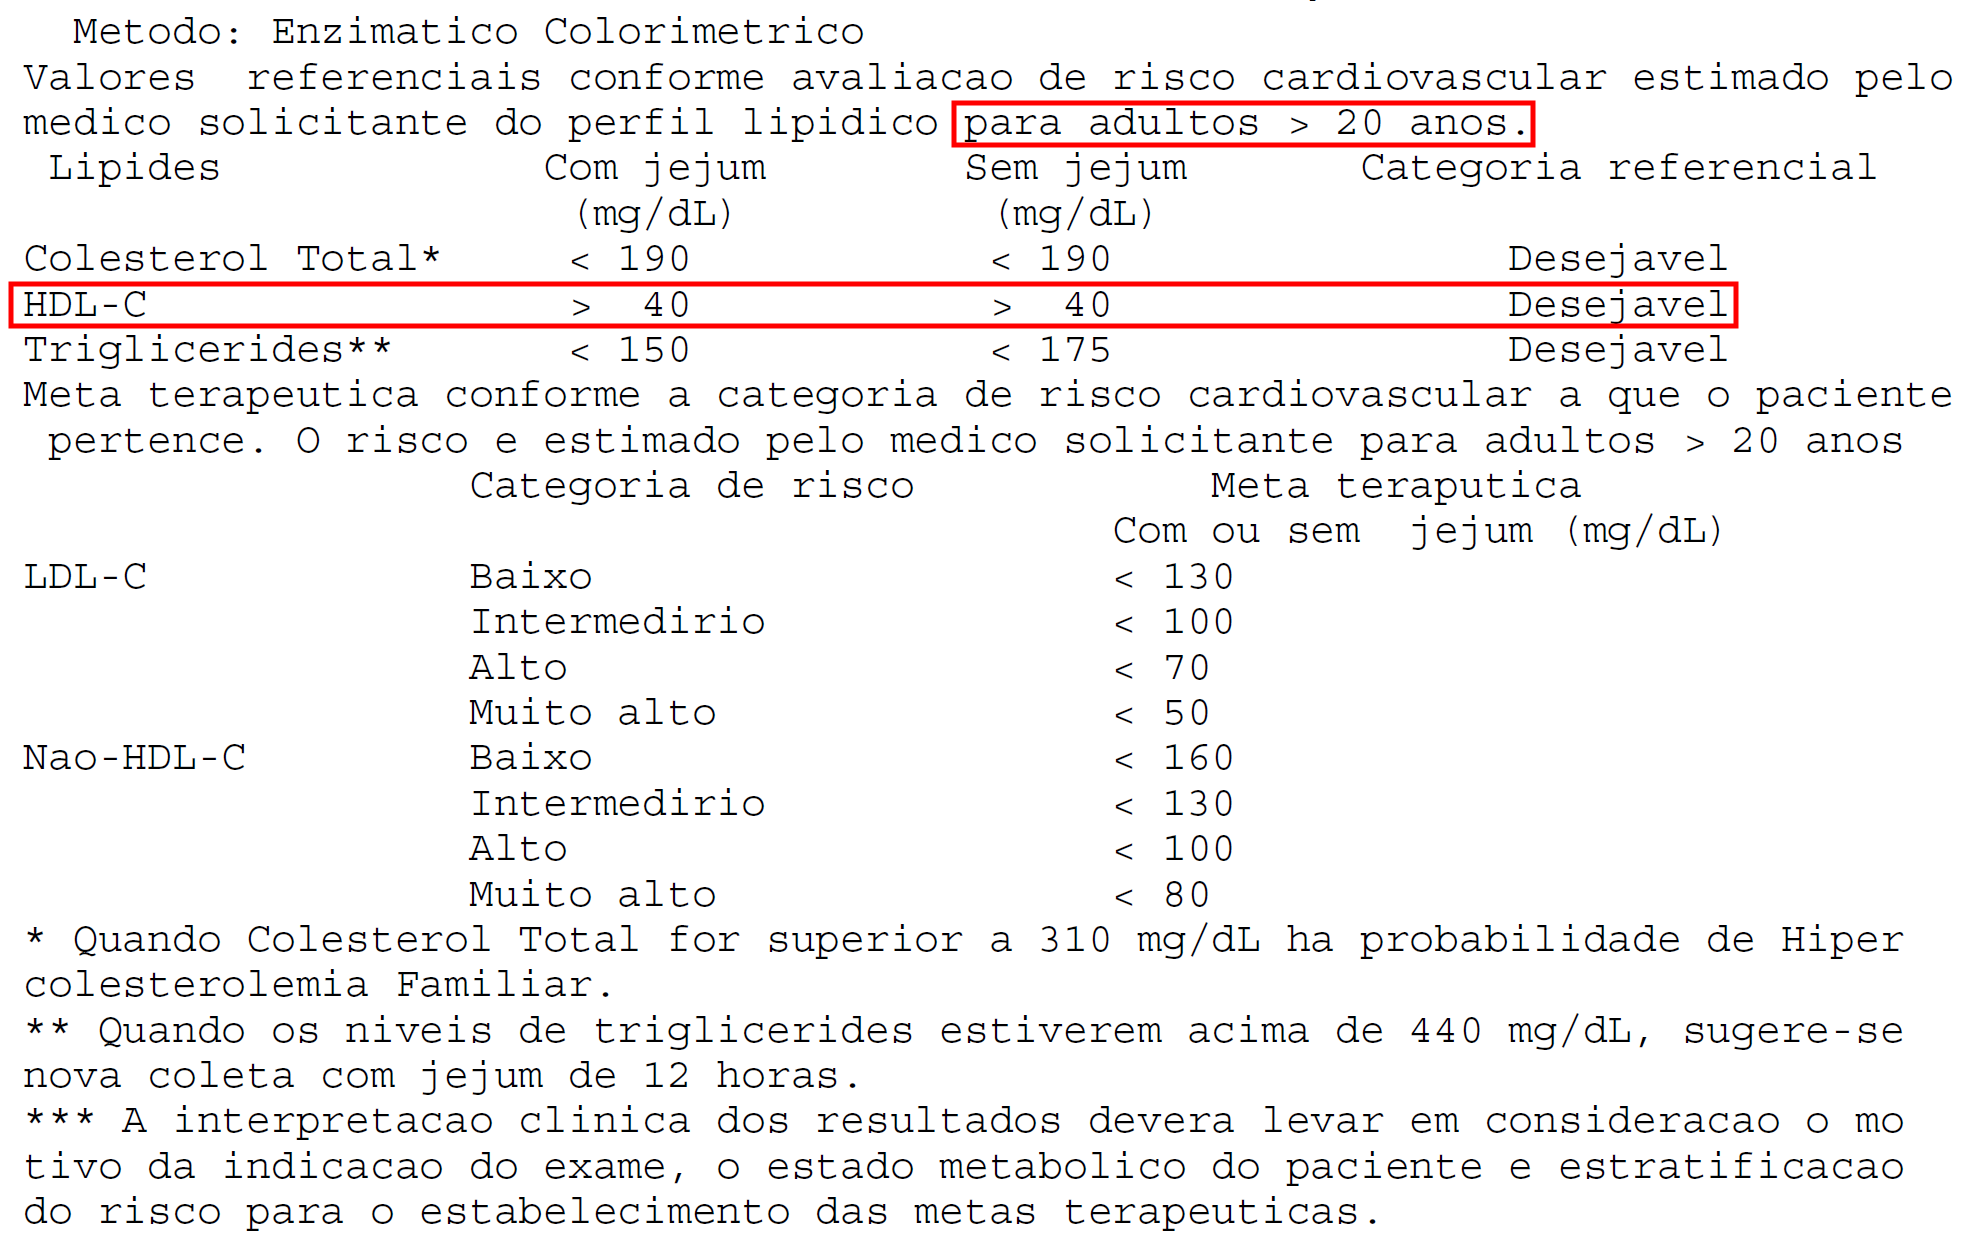 Metodo: Enzimatico Colorimetrico
Valores referenciais conforme avaliacao de risco cardiovascular estimado pelo
medico solicitante do perfil lipidico para adultos > 20 anos.
Lipides Com jejum Sem jejum Categoria referencial
(mg/dL) (mg/dL)
Colesterol Total* < 190 < 190 Desejavel
HDL-C > 40 > 40 Desejavel
Triglicerides** < 150 < 175 Desejavel
Meta terapeutica conforme a categoria de risco cardiovascular a que o paciente
pertence. O risco e estimado pelo medico solicitante para adultos > 20 anos
Categoria de risco Meta teraputica
Com ou sem jejum (mg/dL)
LDL-C Baixo < 130
Intermedirio < 100
Alto < 70
Muito alto < 50
Nao-HDL-C Baixo < 160
Intermedirio < 130
Alto < 100
Muito alto < 80
* Quando Colesterol Total for superior a 310 mg/dL ha probabilidade de Hiper
colesterolemia Familiar.
** Quando os niveis de triglicerides estiverem acima de 440 mg/dL, sugere-se
nova coleta com jejum de 12 horas.
*** A interpretacao clinica dos resultados devera levar em consideracao o mo
tivo da indicacao do exame, o estado metabolico do paciente e estratificacao
do risco para o estabelecimento das metas terapeuticas.